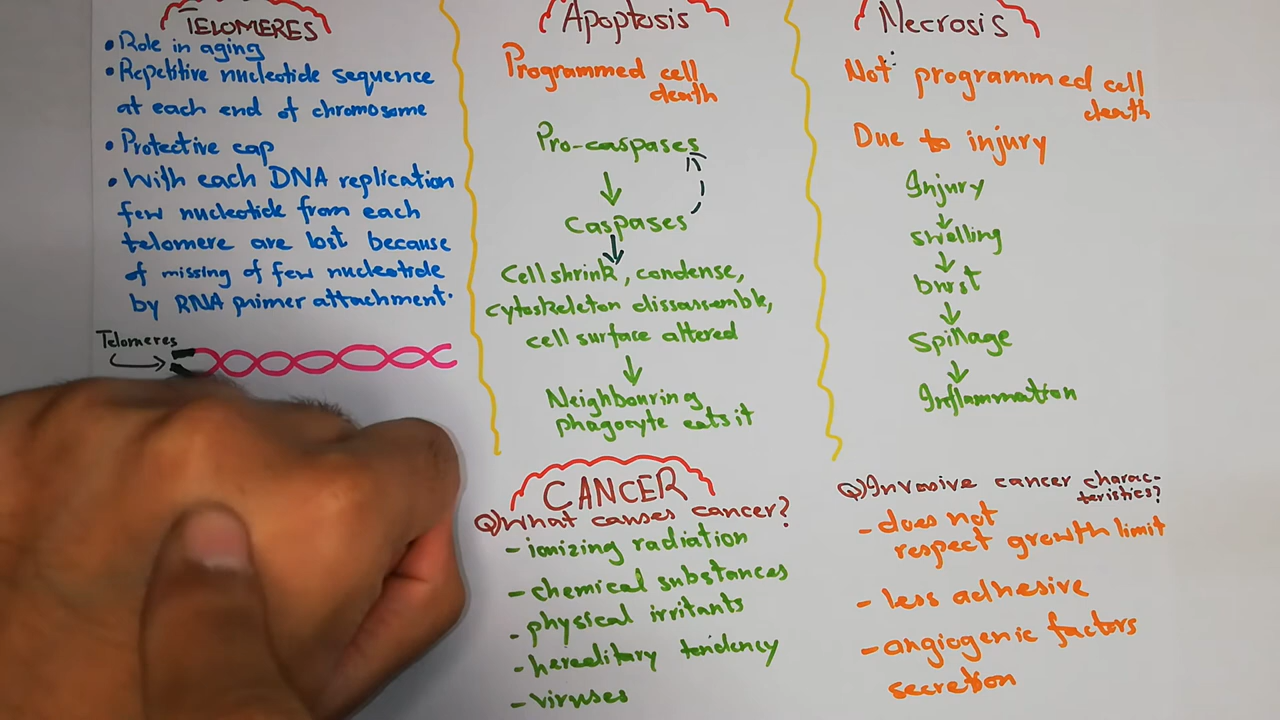 TELOMERES
• Role in aging
• Repetitive nucleotide sequence
at each end of chromosome
• Protective cap
• With each DNA replication
few nucleotide from each
telomere are lost because
of missing of few nucleotide
by RNA primer attachment.
Telomeres
Apoptosis
Programmed cell
death
Pro-caspases
Caspases
Cell shrink, condense,
cytoskeleton dissassemble,
cell surface altered
Neighbouring
phagocyte eats it
Necrosis
Not programmed cell
death
Due to injury
Injury
swelling
burst
Spillage
Inflammation
CANCER
Q) What causes cancer?
- ionizing radiation
- chemical substances
- physical irritants
- hereditary tendency
- viruses
Q) Invasive cancer charac-
teristics?
- does not
respect growth limit
- less adhesive
- angiogenic factors
secretion